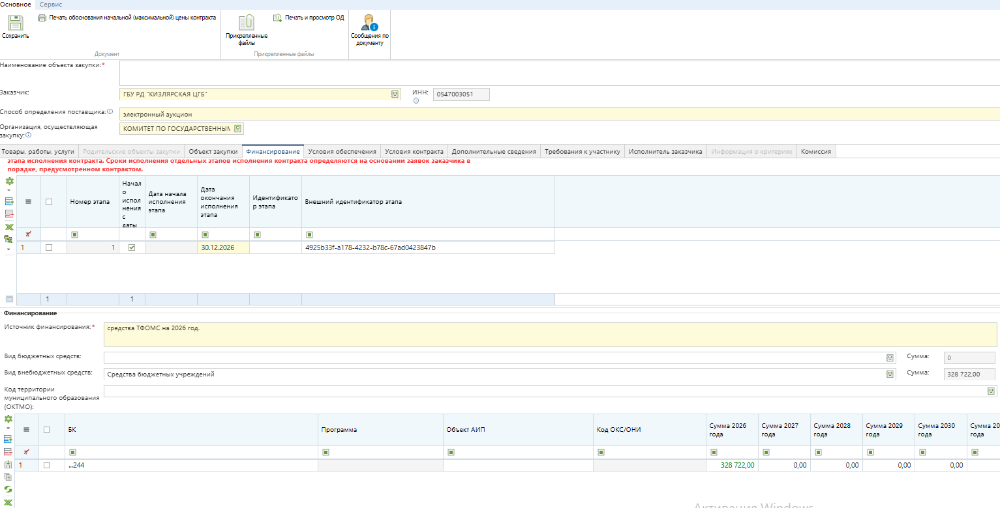 Основное Сервис
Сохранить
Печать обоснования начальной (максимальной) цены контракта
Документ
Прикрепленные файлы
Печать и просмотр ОД
Прикрепленные файлы
Сообщения по документу
Наименование объекта закупки:*
Заказчик: ГБУ РД "КИЗЛЯРСКАЯ ЦГБ" ИНН: 0547003051
Способ определения поставщика: электронный аукцион
Организация, осуществляющая закупку: КОМИТЕТ ПО ГОСУДАРСТВЕННЫМ
Товары, работы, услуги Родительские объекты закупки Объект закупки Финансирование Условия обеспечения Условия контракта Дополнительные сведения Требования к участнику Исполнитель заказчика Информация о критериях Комиссия
этапа исполнения контракта. Сроки исполнения отдельных этапов исполнения контракта определяются на основании заявок заказчика в
порядке, предусмотренном контрактом.
Номер этапа
Начало исполнения с даты
Дата начала исполнения этапа
Дата окончания исполнения этапа
Идентификатор этапа
Внешний идентификатор этапа
1 1 30.12.2026 4925b33f-a178-4232-b78c-67ad0423847b
1 1
Финансирование
Источник финансирования:* средства ТФОМС на 2026 год.
Вид бюджетных средств: Сумма: 0
Вид внебюджетных средств: Средства бюджетных учреждений Сумма: 328 722,00
Код территории
муниципального образования
(ОКТМО):
БК Программа Объект АИП Код ОКС/ОНИ Сумма 2026 года Сумма 2027 года Сумма 2028 года Сумма 2029 года Сумма 2030 года Сумма 20 года
1 ...244 328 722,00 0,00 0,00 0,00 0,00
Активация Windows